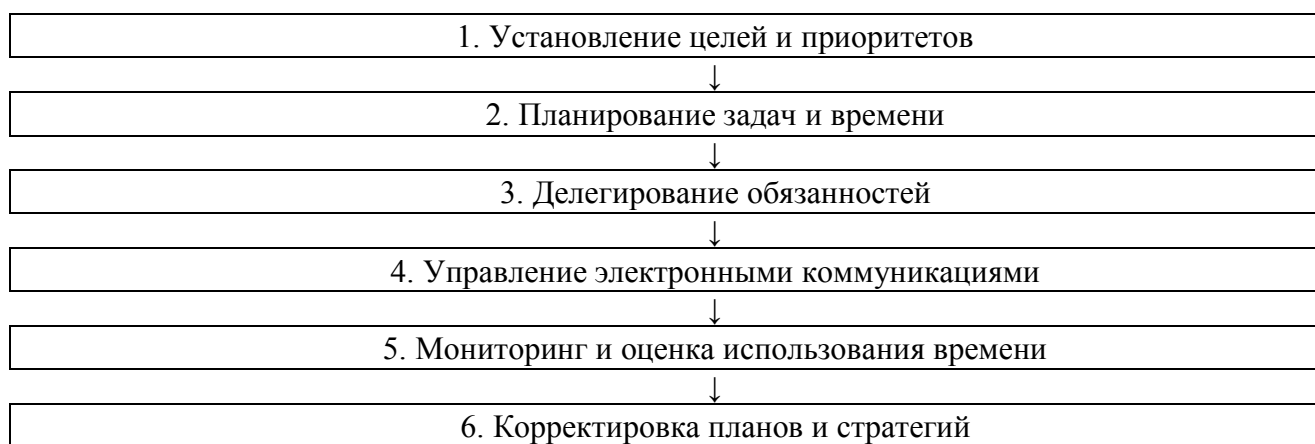 1. Установление целей и приоритетов
↓
2. Планирование задач и времени
↓
3. Делегирование обязанностей
↓
4. Управление электронными коммуникациями
↓
5. Мониторинг и оценка использования времени
↓
6. Корректировка планов и стратегий